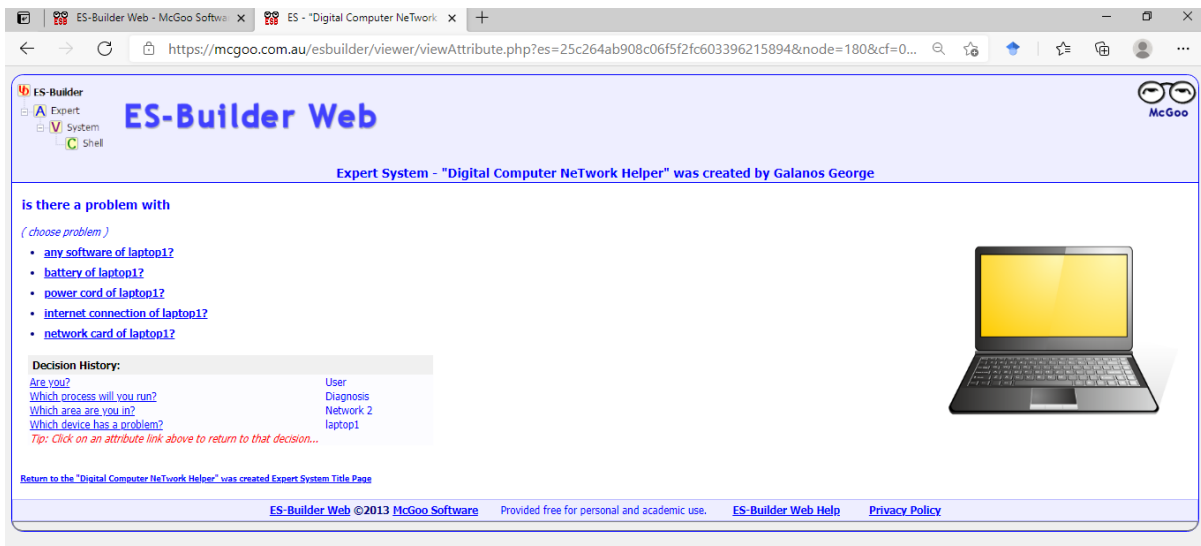 ES-Builder Web - McGoo Softwa
ES - "Digital Computer NeTwork
https://mcgoo.com.au/esbuilder/viewer/viewAttribute.php?es=25c264ab908c06f5f2fc603396215894&node=180&cf=0...
ES-Builder
A Expert
V System
C Shell
ES-Builder Web
McGoo
Expert System - "Digital Computer NeTwork Helper" was created by Galanos George
is there a problem with
( choose problem )
• any software of laptop1?
• battery of laptop1?
• power cord of laptop1?
• internet connection of laptop1?
• network card of laptop1?
Decision History:
Are you? User
Which process will you run? Diagnosis
Which area are you in? Network 2
Which device has a problem? laptop1
Tip: Click on an attribute link above to return to that decision...
Return to the "Digital Computer NeTwork Helper" was created Expert System Title Page
ES-Builder Web ©2013 McGoo Software Provided free for personal and academic use. ES-Builder Web Help Privacy Policy